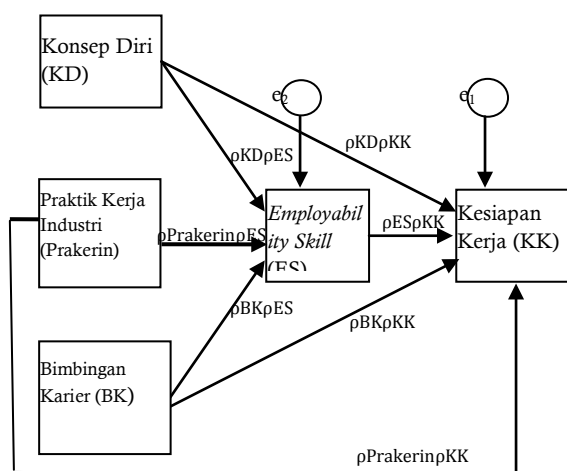 Konsep Diri
(KD)
e₂
e₁
ρKDρKK
ρKDρES
Praktik Kerja
Industri
(Prakerin)
ρPrakerinρES
Employabil
ity Skill
(ES)
ρESρKK
Kesiapan
Kerja (KK)
ρBKρES
ρBKρKK
Bimbingan
Karier (BK)
ρPrakerinρKK